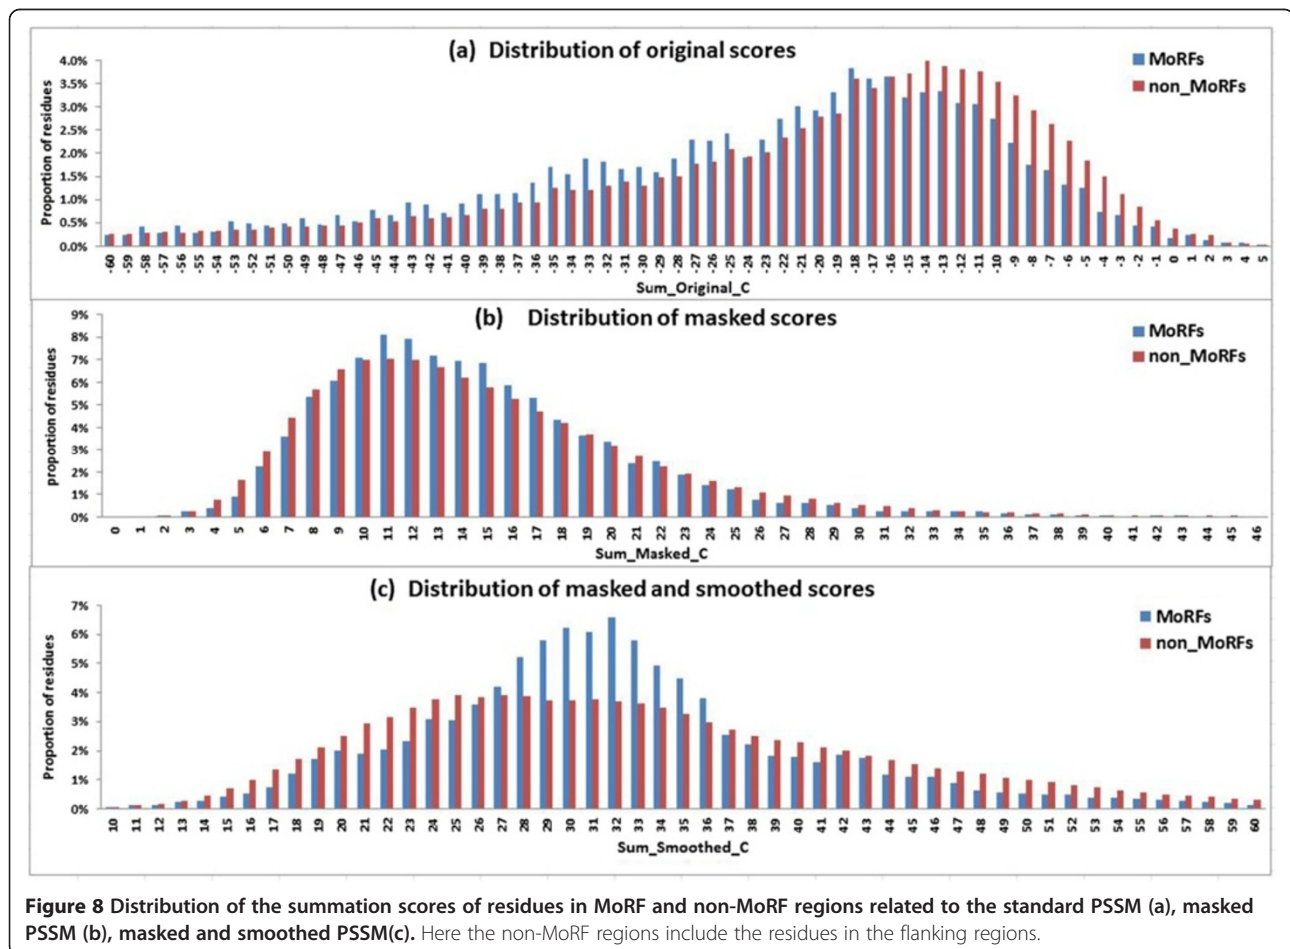 (a) Distribution of original scores
MoRFs
non_MoRFs
Proportion of residues
4.0%
3.5%
3.0%
2.5%
2.0%
1.5%
1.0%
0.5%
0.0%
-60 -59 -58 -57 -56 -55 -54 -53 -52 -51 -50 -49 -48 -47 -46 -45 -44 -43 -42 -41 -40 -39 -38 -37 -36 -35 -34 -33 -32 -31 -30 -29 -28 -27 -26 -25 -24 -23 -22 -21 -20 -19 -18 -17 -16 -15 -14 -13 -12 -11 -10 -9 -8 -7 -6 -5 -4 -3 -2 -1 0 1 2 3 4 5
Sum_Original_C
(b) Distribution of masked scores
MoRFs
non_MoRFs
proportion of residues
9%
8%
7%
6%
5%
4%
3%
2%
1%
0%
0 1 2 3 4 5 6 7 8 9 10 11 12 13 14 15 16 17 18 19 20 21 22 23 24 25 26 27 28 29 30 31 32 33 34 35 36 37 38 39 40 41 42 43 44 45 46
Sum_Masked_C
(c) Distribution of masked and smoothed scores
MoRFs
non_MoRFs
Proportion of residues
7%
6%
5%
4%
3%
2%
1%
0%
10 11 12 13 14 15 16 17 18 19 20 21 22 23 24 25 26 27 28 29 30 31 32 33 34 35 36 37 38 39 40 41 42 43 44 45 46 47 48 49 50 51 52 53 54 55 56 57 58 59 60
Sum_Smoothed_C
Figure 8 Distribution of the summation scores of residues in MoRF and non-MoRF regions related to the standard PSSM (a), masked
PSSM (b), masked and smoothed PSSM(c). Here the non-MoRF regions include the residues in the flanking regions.